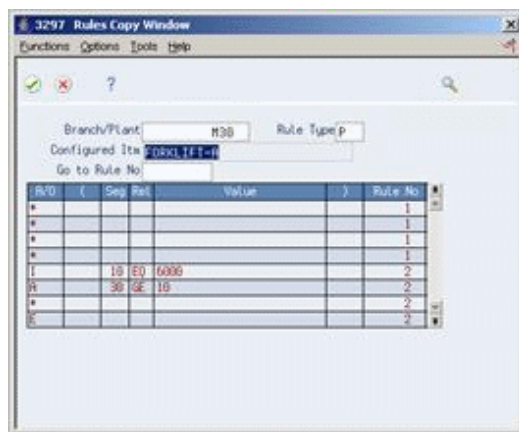 3297 Rules Copy Window
Functions Options Tools Help
?
Branch/Plant M30 Rule Type P
Configured Itm FORKLIFT-A
Go to Rule No
A/O ( Seg Rel Value ) Rule No
* 1
* 1
* 1
* 1
I 10 EQ 6000 2
A 30 GE 10 2
* 2
E 2